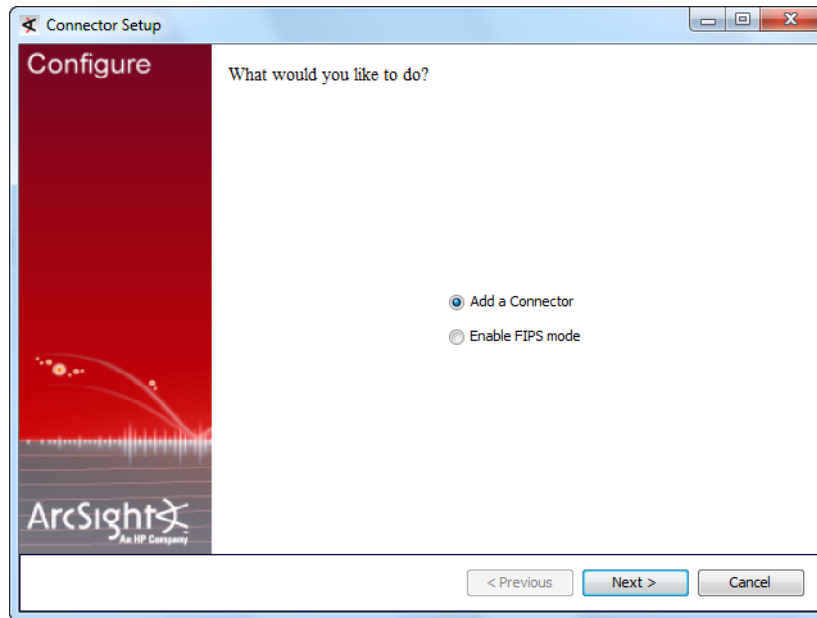 Connector Setup
Configure
What would you like to do?
Add a Connector
Enable FIPS mode
ArcSight
An HP Company
< Previous
Next >
Cancel